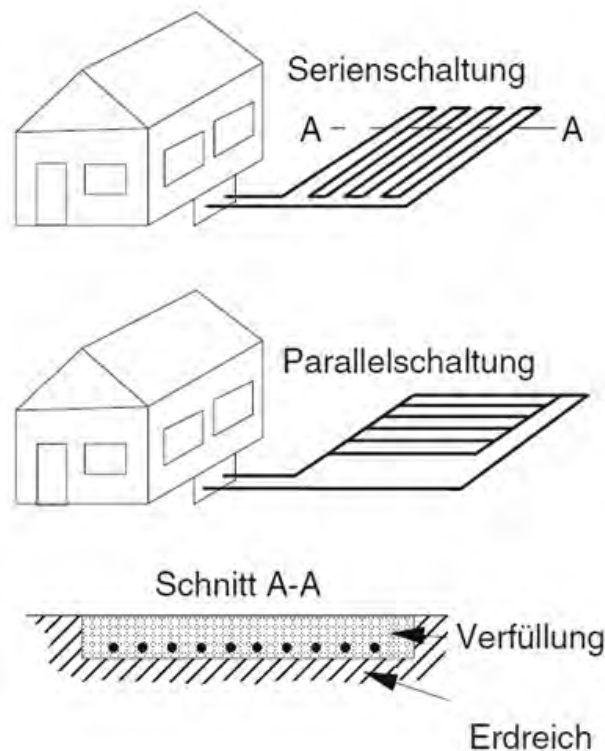 Serienschaltung
A A
Parallelschaltung
Schnitt A-A
Verfüllung
Erdreich